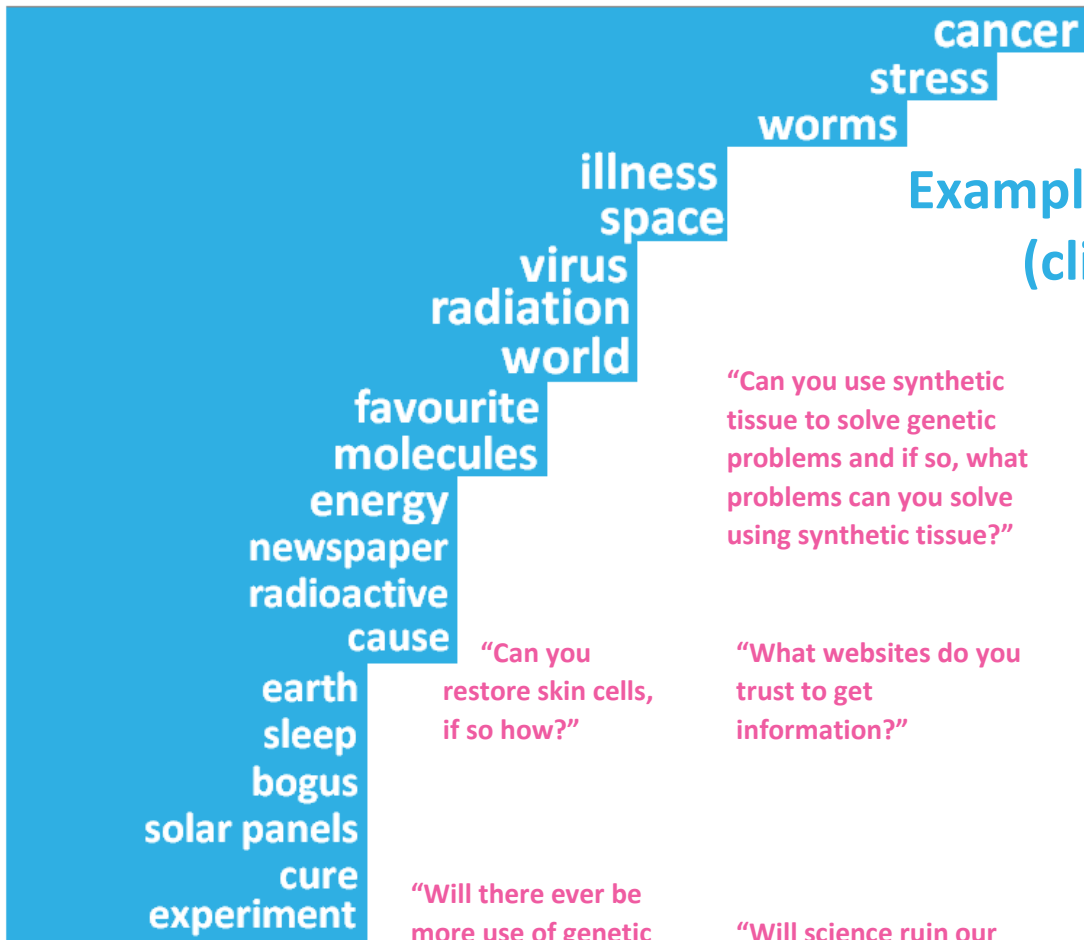 cancer
stress
worms
illness
space
virus
radiation
world
favourite
molecules
energy
newspaper
radioactive
cause
earth
sleep
bogus
solar panels
cure
experiment
(cli
“Can you use synthetic
tissue to solve genetic
problems and if so, what
problems can you solve
using synthetic tissue?”
“Can you
restore skin cells,
if so how?”
“What websites do you
trust to get
information?”
“Will there ever be
more use of genetic
“Will science ruin our